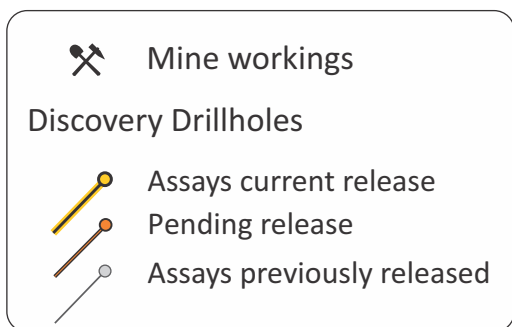 Mine workings
Discovery Drillholes
Assays current release
Pending release
Assays previously released